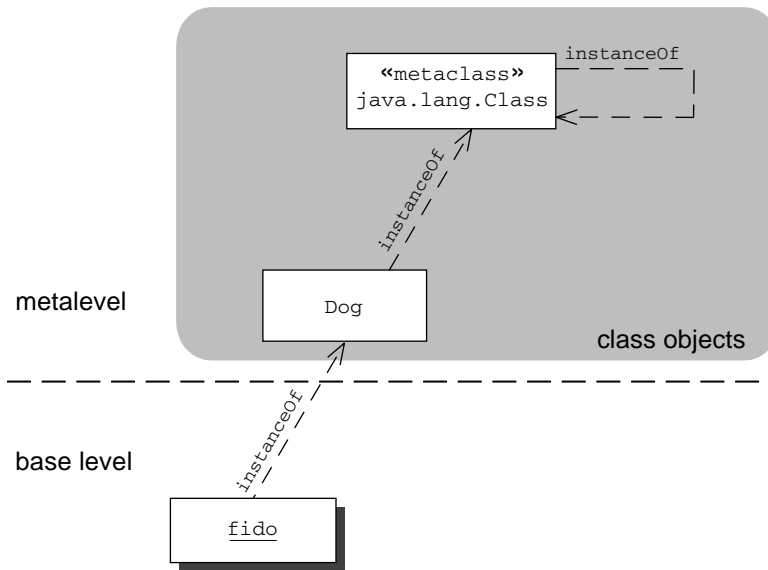 instanceOf
«metaclass»
java.lang.Class
instanceOf
metalevel
Dog
class objects
instanceOf
base level
fido